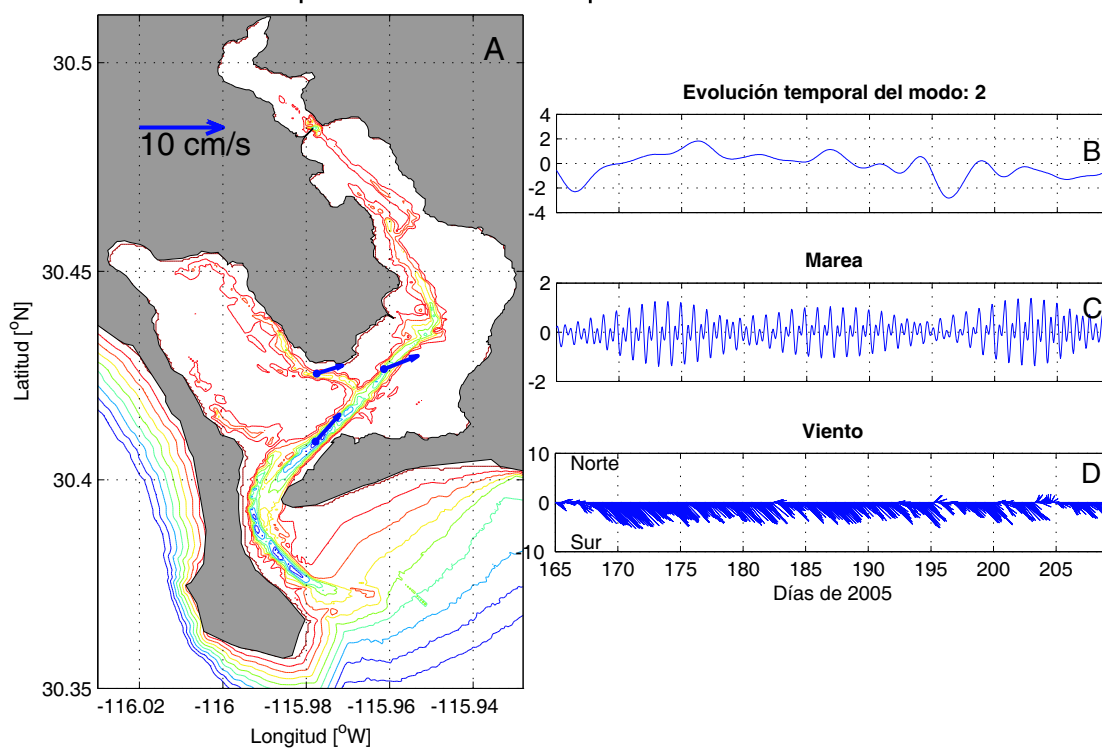 A
30.5
10 cm/s
30.45
Latitud [°N]
30.4
30.35
-116.02 -116 -115.98 -115.96 -115.94
Longitud [°W]
Evolución temporal del modo: 2
4
2
0
-2
-4
B
Marea
2
0
-2
C
Viento
10
0
-10
Norte
Sur
D
165 170 175 180 185 190 195 200 205
Días de 2005